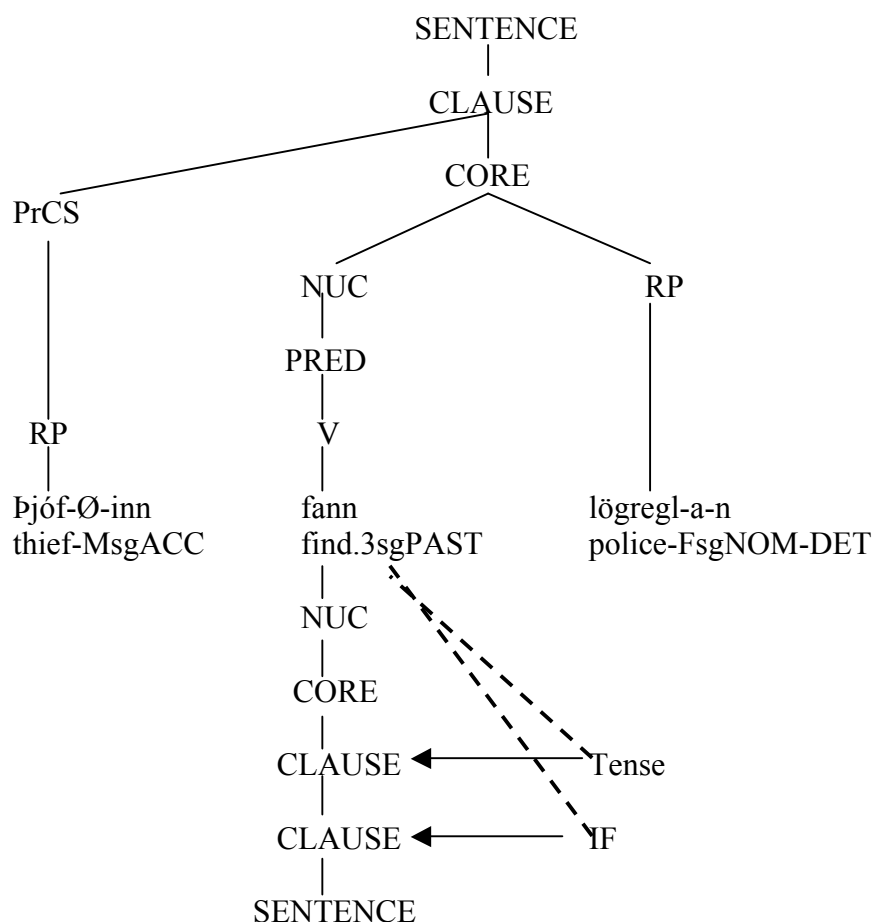 SENTENCE
CLAUSE
CORE
PrCS
NUC RP
PRED
RP V
Þjóf-Ø-inn fann lögregl-a-n
thief-MsgACC find.3sgPAST police-FsgNOM-DET
NUC
CORE
CLAUSE Tense
CLAUSE IF
SENTENCE